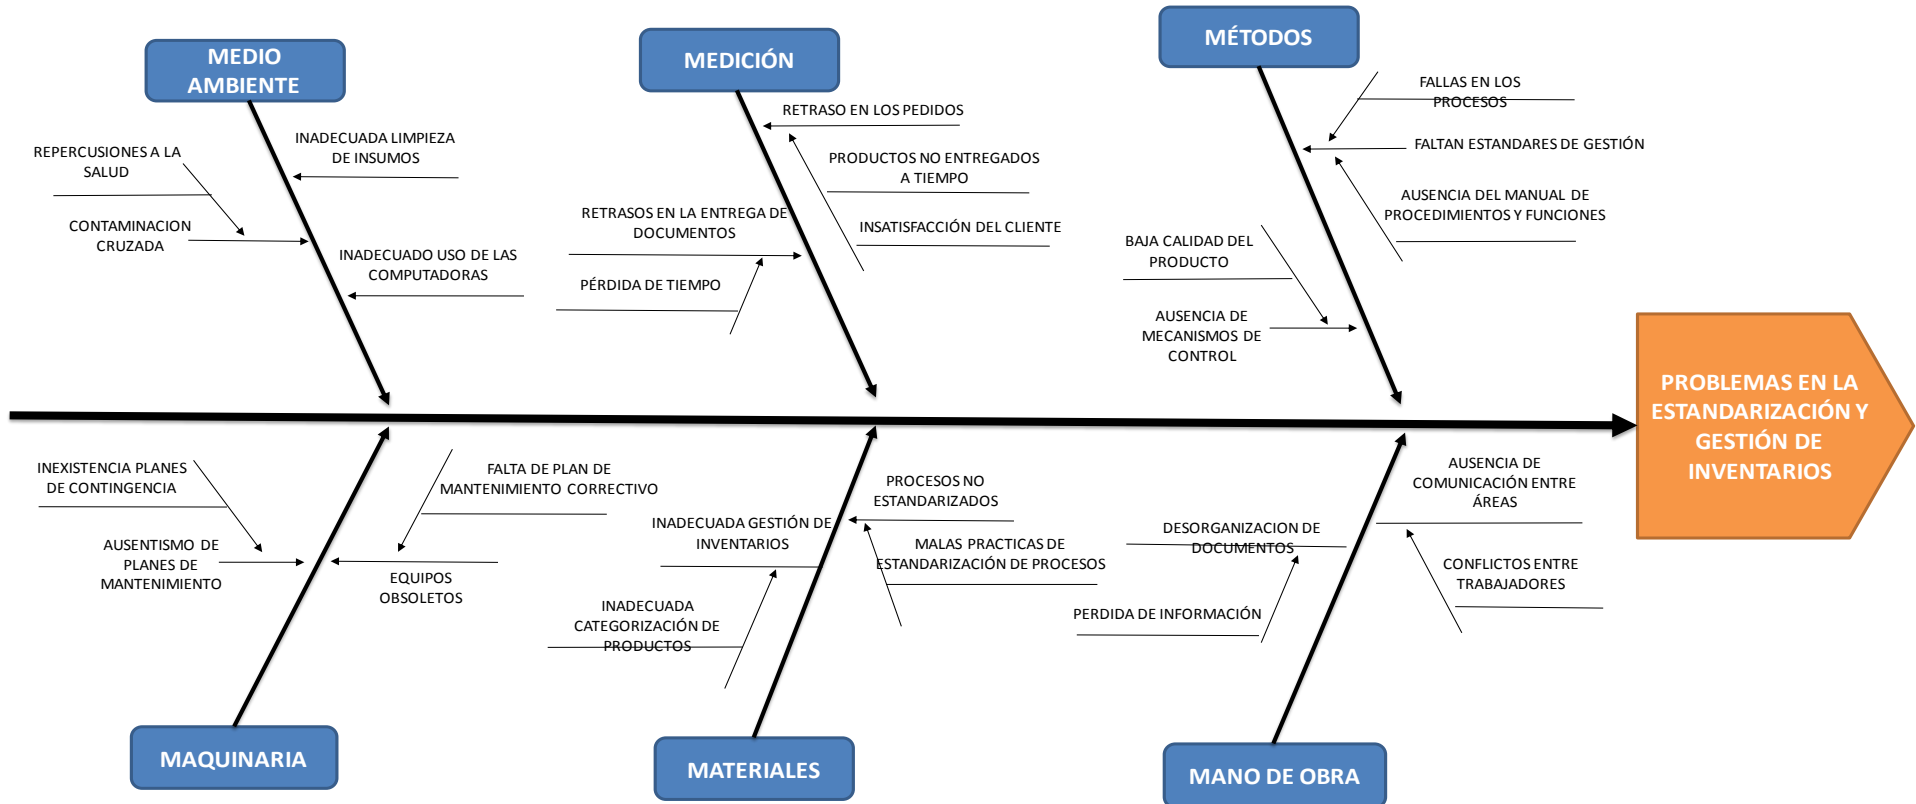 MEDIO
AMBIENTE
MEDICIÓN
MÉTODOS
REPERCUSIONES A LA
SALUD
INADECUADA LIMPIEZA
DE INSUMOS
CONTAMINACION
CRUZADA
INADECUADO USO DE LAS
COMPUTADORAS
RETRASO EN LOS PEDIDOS
PRODUCTOS NO ENTREGADOS
A TIEMPO
INSATISFACCIÓN DEL CLIENTE
RETRASOS EN LA ENTREGA DE
DOCUMENTOS
PÉRDIDA DE TIEMPO
FALLAS EN LOS
PROCESOS
FALTAN ESTANDARES DE GESTIÓN
AUSENCIA DEL MANUAL DE
PROCEDIMIENTOS Y FUNCIONES
BAJA CALIDAD DEL
PRODUCTO
AUSENCIA DE
MECANISMOS DE
CONTROL
PROBLEMAS EN LA
ESTANDARIZACIÓN Y
GESTIÓN DE
INVENTARIOS
INEXISTENCIA PLANES
DE CONTINGENCIA
AUSENTISMO DE
PLANES DE
MANTENIMIENTO
FALTA DE PLAN DE
MANTENIMIENTO CORRECTIVO
EQUIPOS
OBSOLETOS
INADECUADA GESTIÓN DE
INVENTARIOS
INADECUADA
CATEGORIZACIÓN DE
PRODUCTOS
PROCESOS NO
ESTANDARIZADOS
MALAS PRACTICAS DE
ESTANDARIZACIÓN DE PROCESOS
DESORGANIZACION DE
DOCUMENTOS
PERDIDA DE INFORMACIÓN
AUSENCIA DE
COMUNICACIÓN ENTRE
ÁREAS
CONFLICTOS ENTRE
TRABAJADORES
MAQUINARIA
MATERIALES
MANO DE OBRA